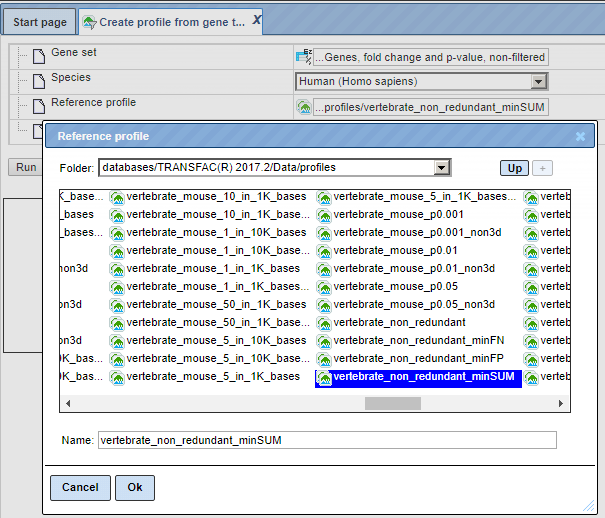 Start page
Create profile from gene t... X
Gene set
Ez
...Genes, fold change and p-value, non-filtered
Species
Human (Homo sapiens)
Reference profile
...profiles/vertebrate_non_redundant_minSUM
Run
Reference profile
Folder: databases/TRANSFAC(R) 2017.2/Data/profiles Up +
K_bases... vertebrate_mouse_10_in_1K_bases vertebrate_mouse_5_in_1K_bases... verteb
bases vertebrate_mouse_10_in_1K_bases vertebrate_mouse_p0.001 verteb
_bases... vertebrate_mouse_1_in_10K_bases vertebrate_mouse_p0.001_non3d verteb
vertebrate_mouse_1_in_10K_bases vertebrate_mouse_p0.01 verteb
non3d vertebrate_mouse_1_in_1K_bases vertebrate_mouse_p0.01_non3d verteb
vertebrate_mouse_1_in_1K_bases vertebrate_mouse_p0.05 verteb
on3d vertebrate_mouse_50_in_1K_bases vertebrate_mouse_p0.05_non3d verteb
vertebrate_mouse_50_in_1K_bases vertebrate_non_redundant verteb
on3d vertebrate_mouse_5_in_10K_bases vertebrate_non_redundant_minFN verteb
0K_bas... vertebrate_mouse_5_in_10K_bases vertebrate_non_redundant_minFP verteb
K_bas... vertebrate_mouse_5_in_1K_bases vertebrate_non_redundant_minSUM verteb
Name: vertebrate_non_redundant_minSUM
Cancel Ok